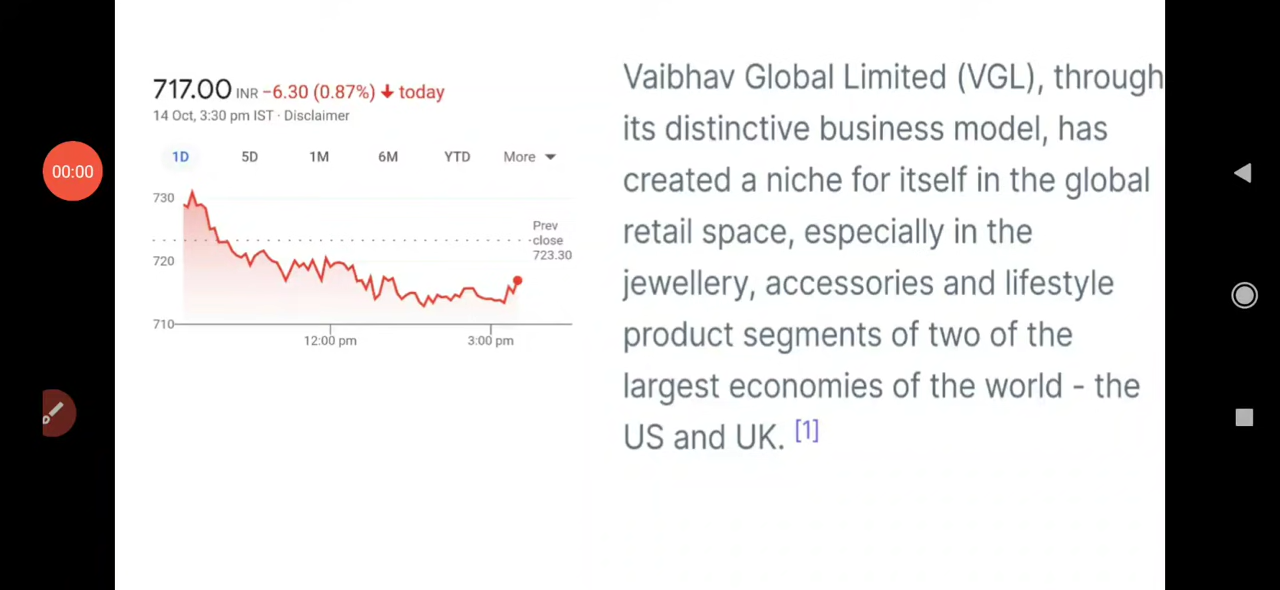 717.00 INR −6.30 (0.87%) ↓ today
14 Oct, 3:30 pm IST · Disclaimer
1D 5D 1M 6M YTD More
730
720
710
Prev
close
723.30
12:00 pm 3:00 pm
00:00
Vaibhav Global Limited (VGL), through
its distinctive business model, has
created a niche for itself in the global
retail space, especially in the
jewellery, accessories and lifestyle
product segments of two of the
largest economies of the world - the
US and UK. [1]